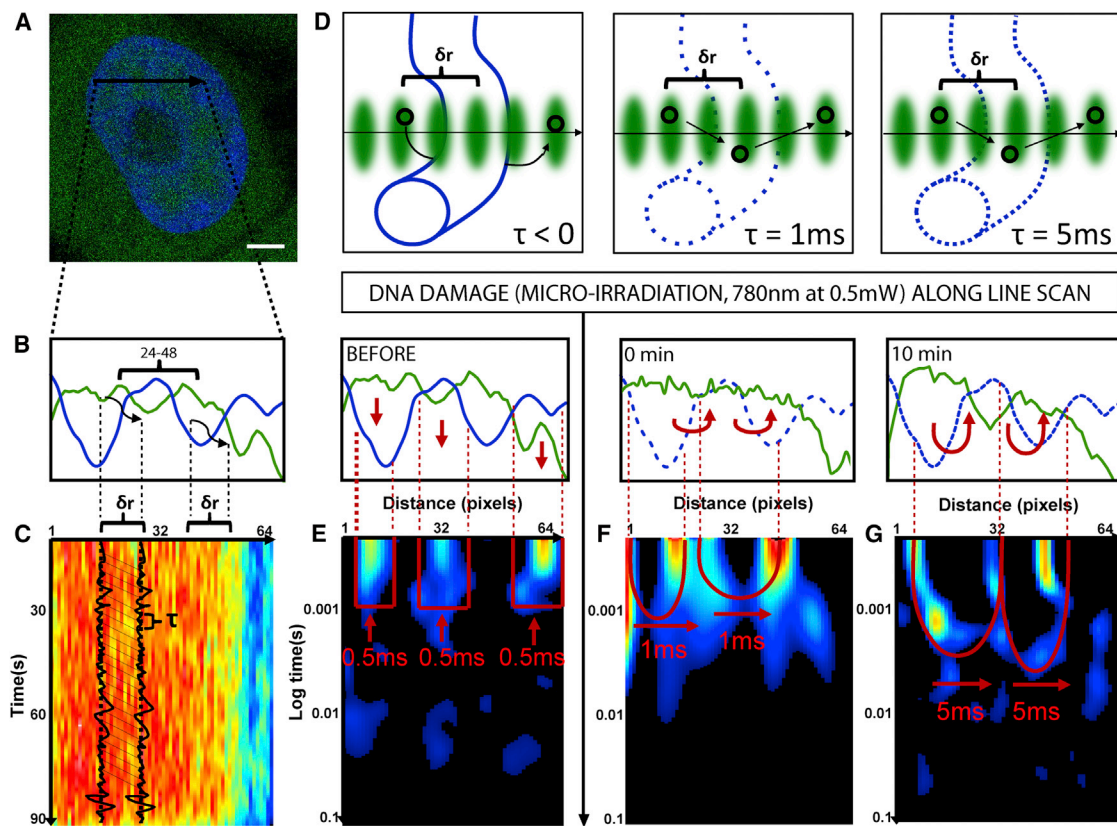 A
D
δr
δr
δr
τ < 0
τ = 1ms
τ = 5ms
DNA DAMAGE (MICRO-IRRADIATION, 780nm at 0.5mW) ALONG LINE SCAN
B
24-48
BEFORE
0 min
10 min
Distance (pixels)
Distance (pixels)
δr
δr
C
1
32
64
E
1
32
64
F
1
32
64
G
1
32
64
Time(s)
30
60
90
τ
Log time(s)
0.001
0.01
0.1
0.5ms
0.5ms
0.5ms
0.001
0.01
0.1
1ms
1ms
0.001
0.01
0.1
5ms
5ms